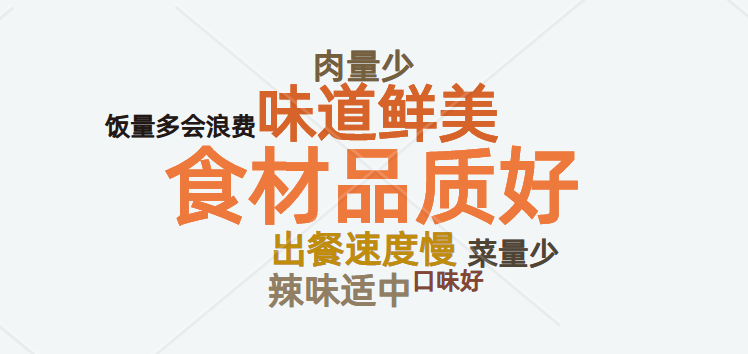 肉量少
味道鲜美
饭量多会浪费
食材品质好
出餐速度慢
菜量少
辣味适中
口味好